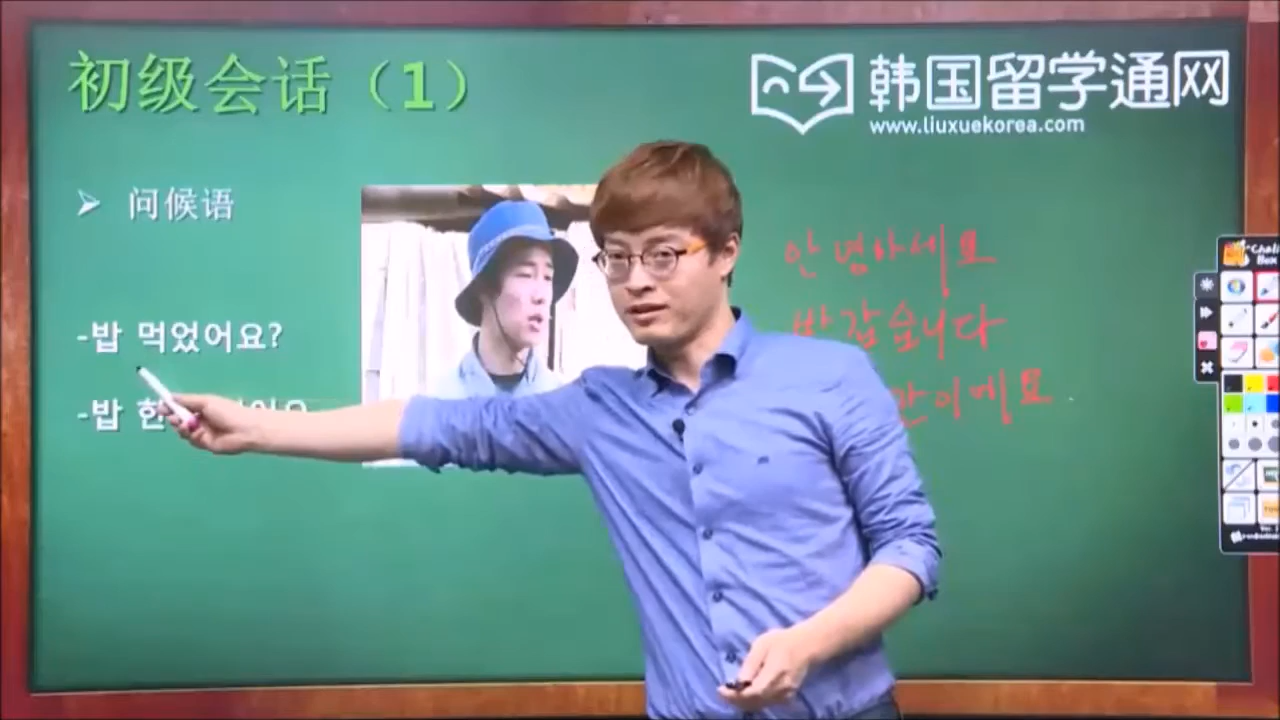 初级会话（1）
韩国留学通网
www.liuxuekorea.com
➢ 问候语
안녕하세요
-밥 먹었어요?
반갑습니다
-밥